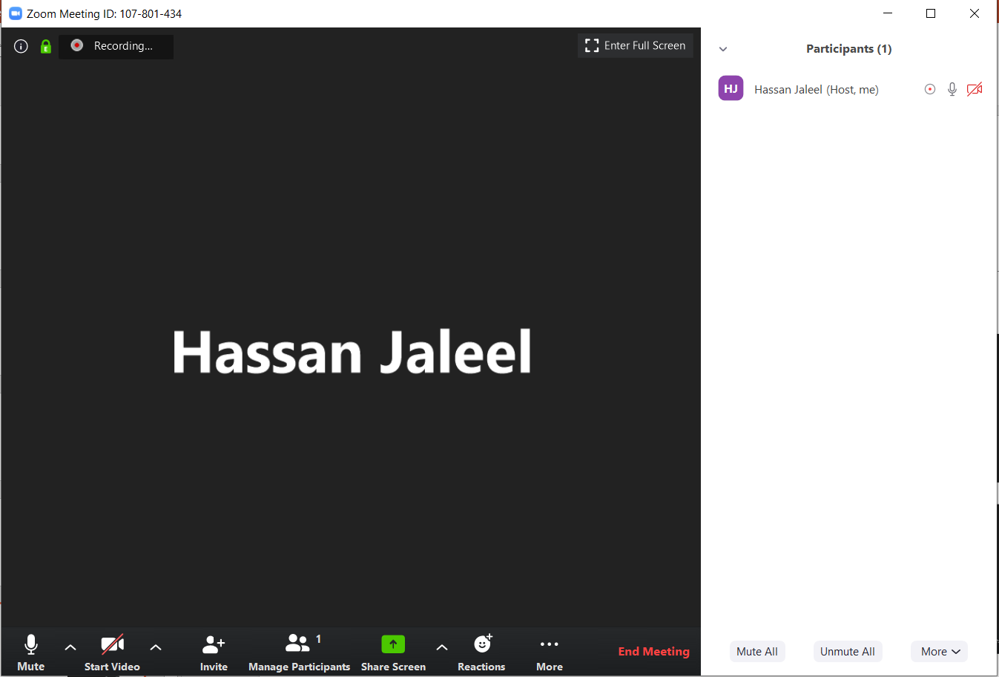 Zoom Meeting ID: 107-801-434
Recording...
Enter Full Screen
Participants (1)
HJ Hassan Jaleel (Host, me)
Hassan Jaleel
Mute
Start Video
Invite
1
Manage Participants
Share Screen
Reactions
More
End Meeting
Mute All
Unmute All
More